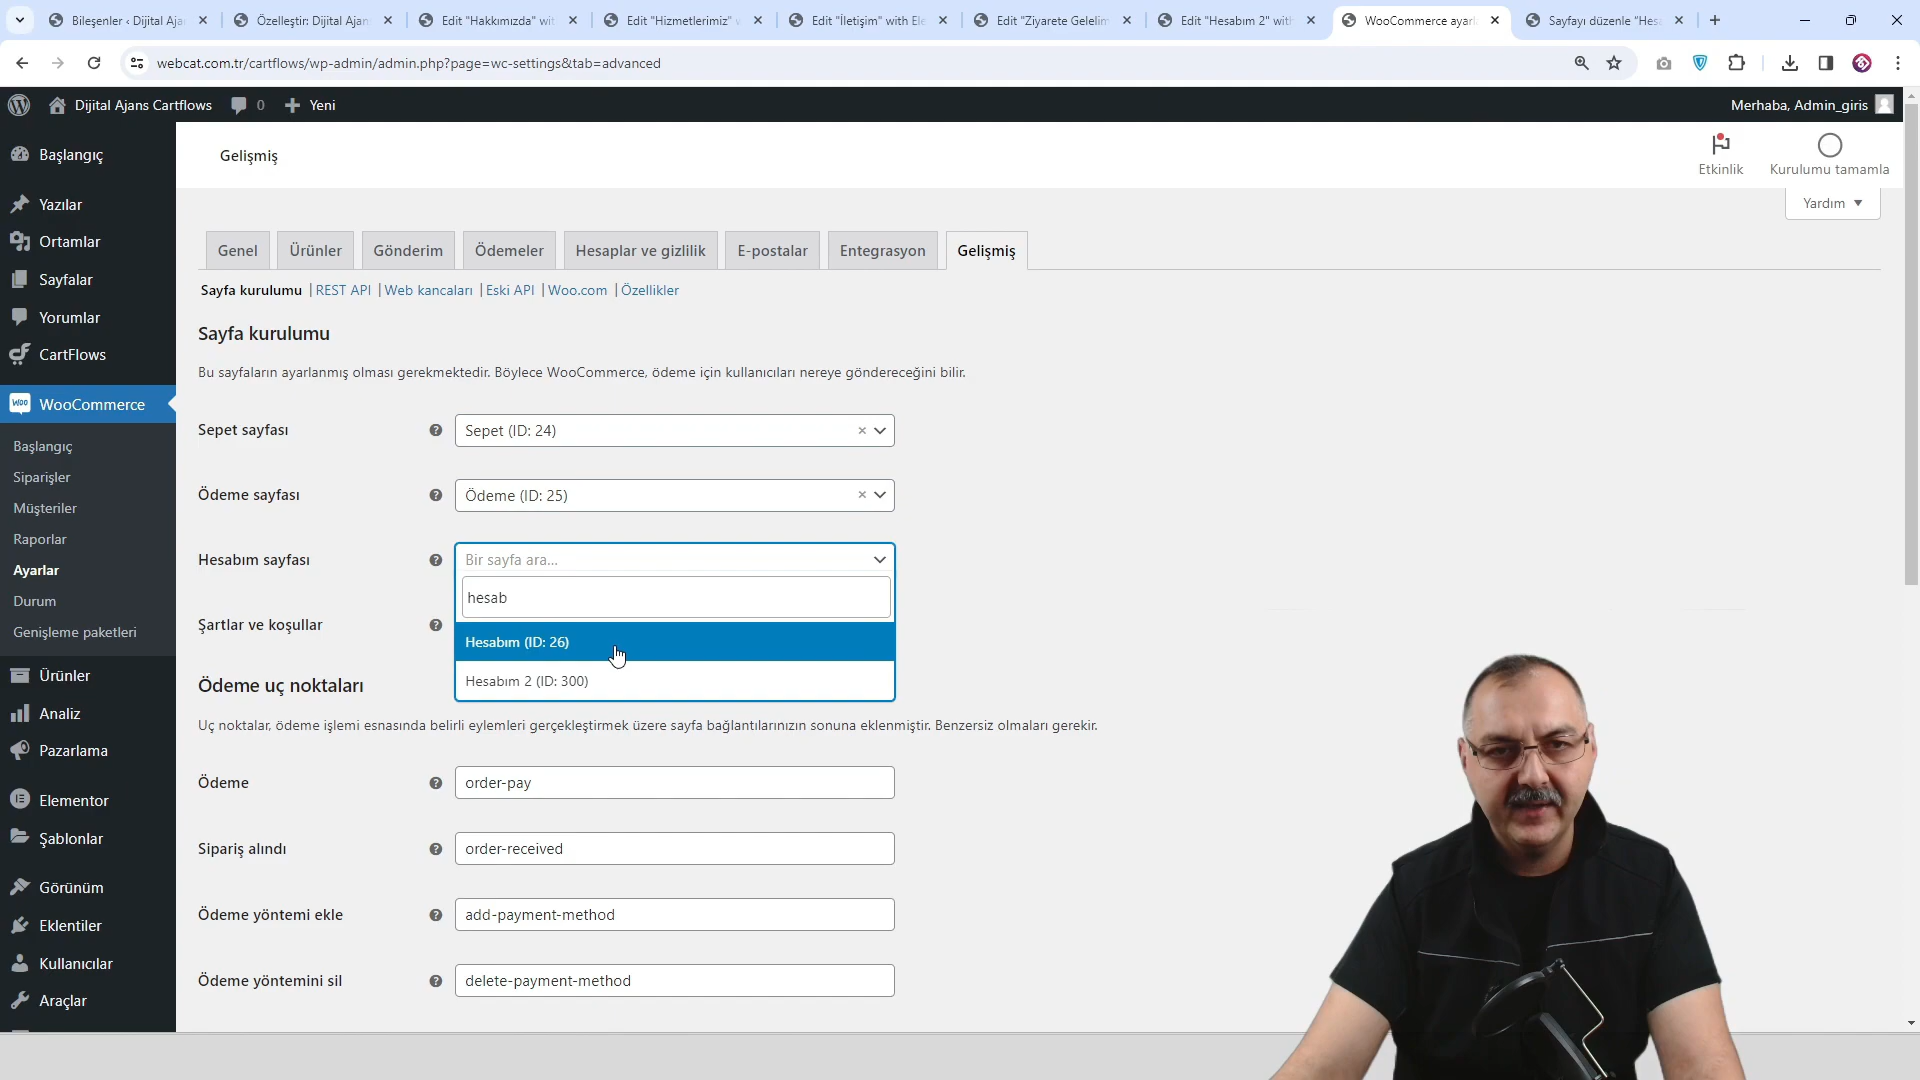 Bileşenler ‹ Dijital Aja
Özelleştir: Dijital Ajan
Edit "Hakkımızda" wit
Edit "Hizmetlerimiz" w
Edit "İletişim" with Ele
Edit "Ziyarete Gelelim
Edit "Hesabım 2" with
WooCommerce ayarla
Sayfayı düzenle "Hesa
webcat.com.tr/cartflows/wp-admin/admin.php?page=wc-settings&tab=advanced
Dijital Ajans Cartflows
0
Yeni
Merhaba, Admin_giris
Başlangıç
Yazılar
Ortamlar
Sayfalar
Yorumlar
CartFlows
WooCommerce
Başlangıç
Siparişler
Müşteriler
Raporlar
Ayarlar
Durum
Genişleme paketleri
Ürünler
Analiz
Pazarlama
Elementor
Şablonlar
Görünüm
Eklentiler
Kullanıcılar
Araçlar
Gelişmiş
Etkinlik
Kurulumu tamamla
Yardım
Genel
Ürünler
Gönderim
Ödemeler
Hesaplar ve gizlilik
E-postalar
Entegrasyon
Gelişmiş
Sayfa kurulumu | REST API | Web kancaları | Eski API | Woo.com | Özellikler
Sayfa kurulumu
Bu sayfaların ayarlanmış olması gerekmektedir. Böylece WooCommerce, ödeme için kullanıcıları nereye göndereceğini bilir.
Sepet sayfası
Sepet (ID: 24)
Ödeme sayfası
Ödeme (ID: 25)
Hesabım sayfası
Bir sayfa ara...
hesab
Hesabım (ID: 26)
Hesabım 2 (ID: 300)
Şartlar ve koşullar
Ödeme uç noktaları
Uç noktalar, ödeme işlemi esnasında belirli eylemleri gerçekleştirmek üzere sayfa bağlantılarınızın sonuna eklenmiştir. Benzersiz olmaları gerekir.
Ödeme
order-pay
Sipariş alındı
order-received
Ödeme yöntemi ekle
add-payment-method
Ödeme yöntemini sil
delete-payment-method